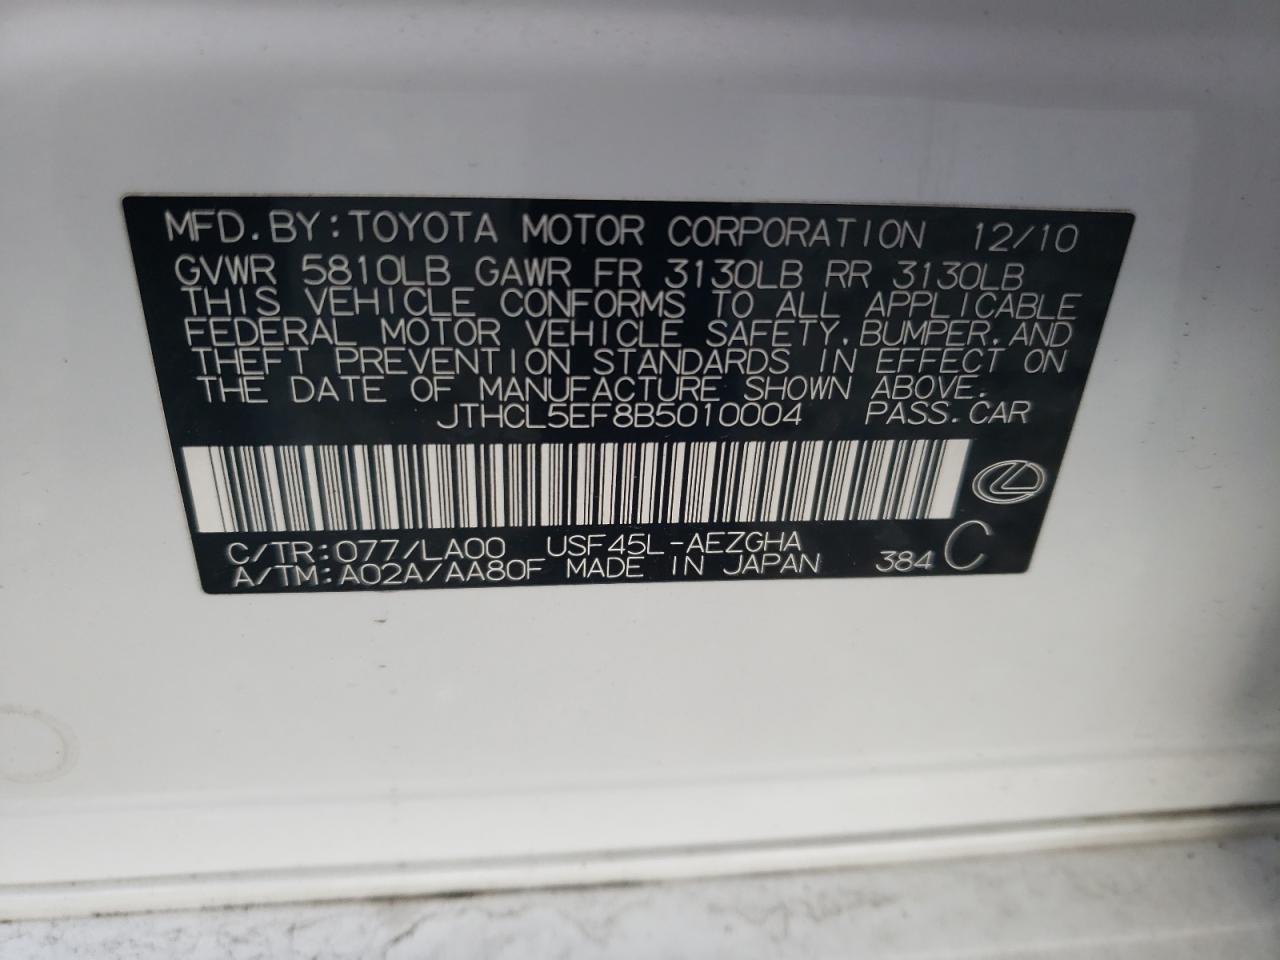 MFD. BY: TOYOTA MOTOR CORPORATION 12/10
GVWR 5810LB GAWR FR 3130LB RR 3130LB
THIS VEHICLE CONFORMS TO ALL APPLICABLE
FEDERAL MOTOR VEHICLE SAFETY, BUMPER, AND
THEFT PREVENTION STANDARDS IN EFFECT ON
THE DATE OF MANUFACTURE SHOWN ABOVE.
JTHCL5EF8B5010004 PASS. CAR
C/TR: 077/LA00 USF45L-AEZGHA
A/TM: A02A/AA80F MADE IN JAPAN 384 C